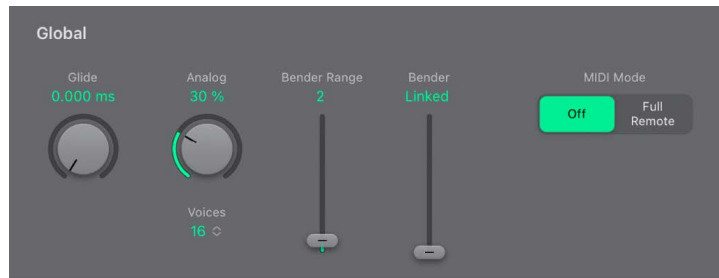 Global
Glide
0.000 ms
Analog
30 %
Voices
16
Bender Range
2
Bender
Linked
MIDI Mode
Off
Full
Remote